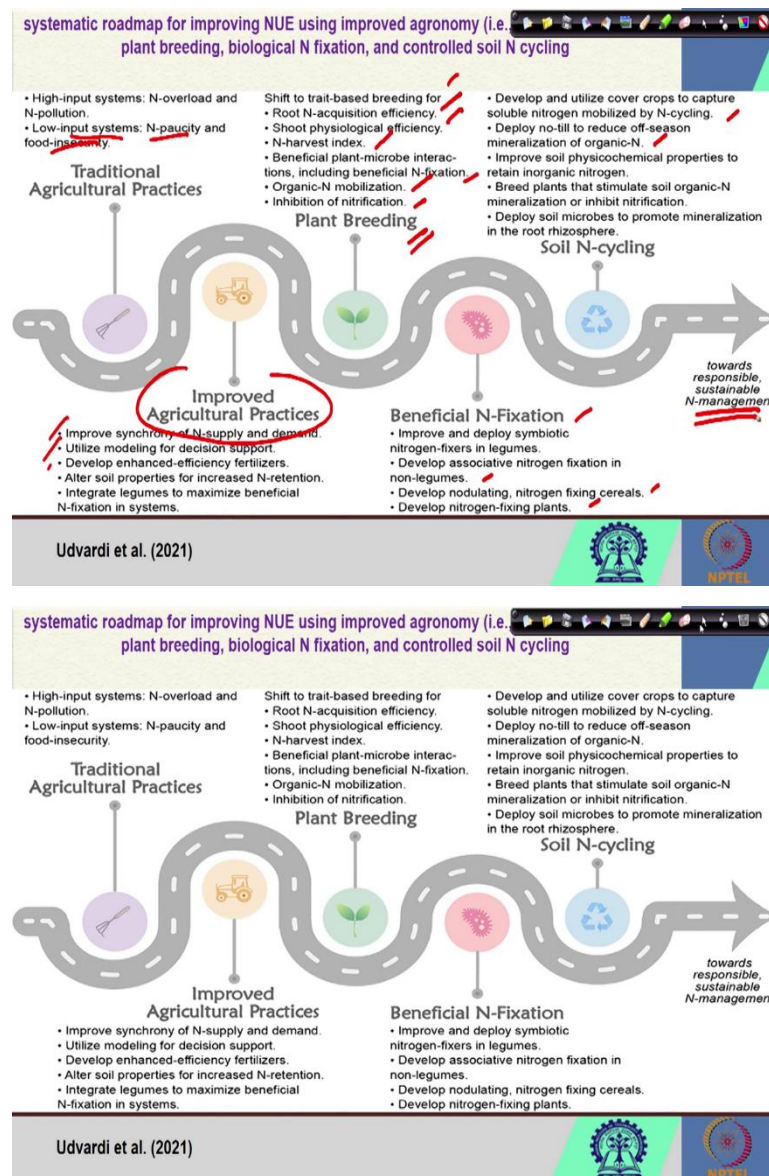 systematic roadmap for improving NUE using improved agronomy (i.e.,
plant breeding, biological N fixation, and controlled soil N cycling
• High-input systems: N-overload and
N-pollution.
• Low-input systems: N-paucity and
food-insecurity.
Traditional
Agricultural Practices
Shift to trait-based breeding for
• Root N-acquisition efficiency.
• Shoot physiological efficiency.
• N-harvest index.
• Beneficial plant-microbe interac-
tions, including beneficial N-fixation.
• Organic-N mobilization.
• Inhibition of nitrification.
Plant Breeding
• Develop and utilize cover crops to capture
soluble nitrogen mobilized by N-cycling.
• Deploy no-till to reduce off-season
mineralization of organic-N.
• Improve soil physicochemical properties to
retain inorganic nitrogen.
• Breed plants that stimulate soil organic-N
mineralization or inhibit nitrification.
• Deploy soil microbes to promote mineralization
in the root rhizosphere.
Soil N-cycling
Improved
Agricultural Practices
• Improve synchrony of N-supply and demand.
• Utilize modeling for decision support.
• Develop enhanced-efficiency fertilizers.
• Alter soil properties for increased N-retention.
• Integrate legumes to maximize beneficial
N-fixation in systems.
Beneficial N-Fixation
• Improve and deploy symbiotic
nitrogen-fixers in legumes.
• Develop associative nitrogen fixation in
non-legumes.
• Develop nodulating, nitrogen fixing cereals.
• Develop nitrogen-fixing plants.
towards
responsible,
sustainable
N-management
Udvardi et al. (2021)
NPTEL
systematic roadmap for improving NUE using improved agronomy (i.e.,
plant breeding, biological N fixation, and controlled soil N cycling
• High-input systems: N-overload and
N-pollution.
• Low-input systems: N-paucity and
food-insecurity.
Traditional
Agricultural Practices
Shift to trait-based breeding for
• Root N-acquisition efficiency.
• Shoot physiological efficiency.
• N-harvest index.
• Beneficial plant-microbe interac-
tions, including beneficial N-fixation.
• Organic-N mobilization.
• Inhibition of nitrification.
Plant Breeding
• Develop and utilize cover crops to capture
soluble nitrogen mobilized by N-cycling.
• Deploy no-till to reduce off-season
mineralization of organic-N.
• Improve soil physicochemical properties to
retain inorganic nitrogen.
• Breed plants that stimulate soil organic-N
mineralization or inhibit nitrification.
• Deploy soil microbes to promote mineralization
in the root rhizosphere.
Soil N-cycling
Improved
Agricultural Practices
• Improve synchrony of N-supply and demand.
• Utilize modeling for decision support.
• Develop enhanced-efficiency fertilizers.
• Alter soil properties for increased N-retention.
• Integrate legumes to maximize beneficial
N-fixation in systems.
Beneficial N-Fixation
• Improve and deploy symbiotic
nitrogen-fixers in legumes.
• Develop associative nitrogen fixation in
non-legumes.
• Develop nodulating, nitrogen fixing cereals.
• Develop nitrogen-fixing plants.
towards
responsible,
sustainable
N-management
Udvardi et al. (2021)
NPTEL